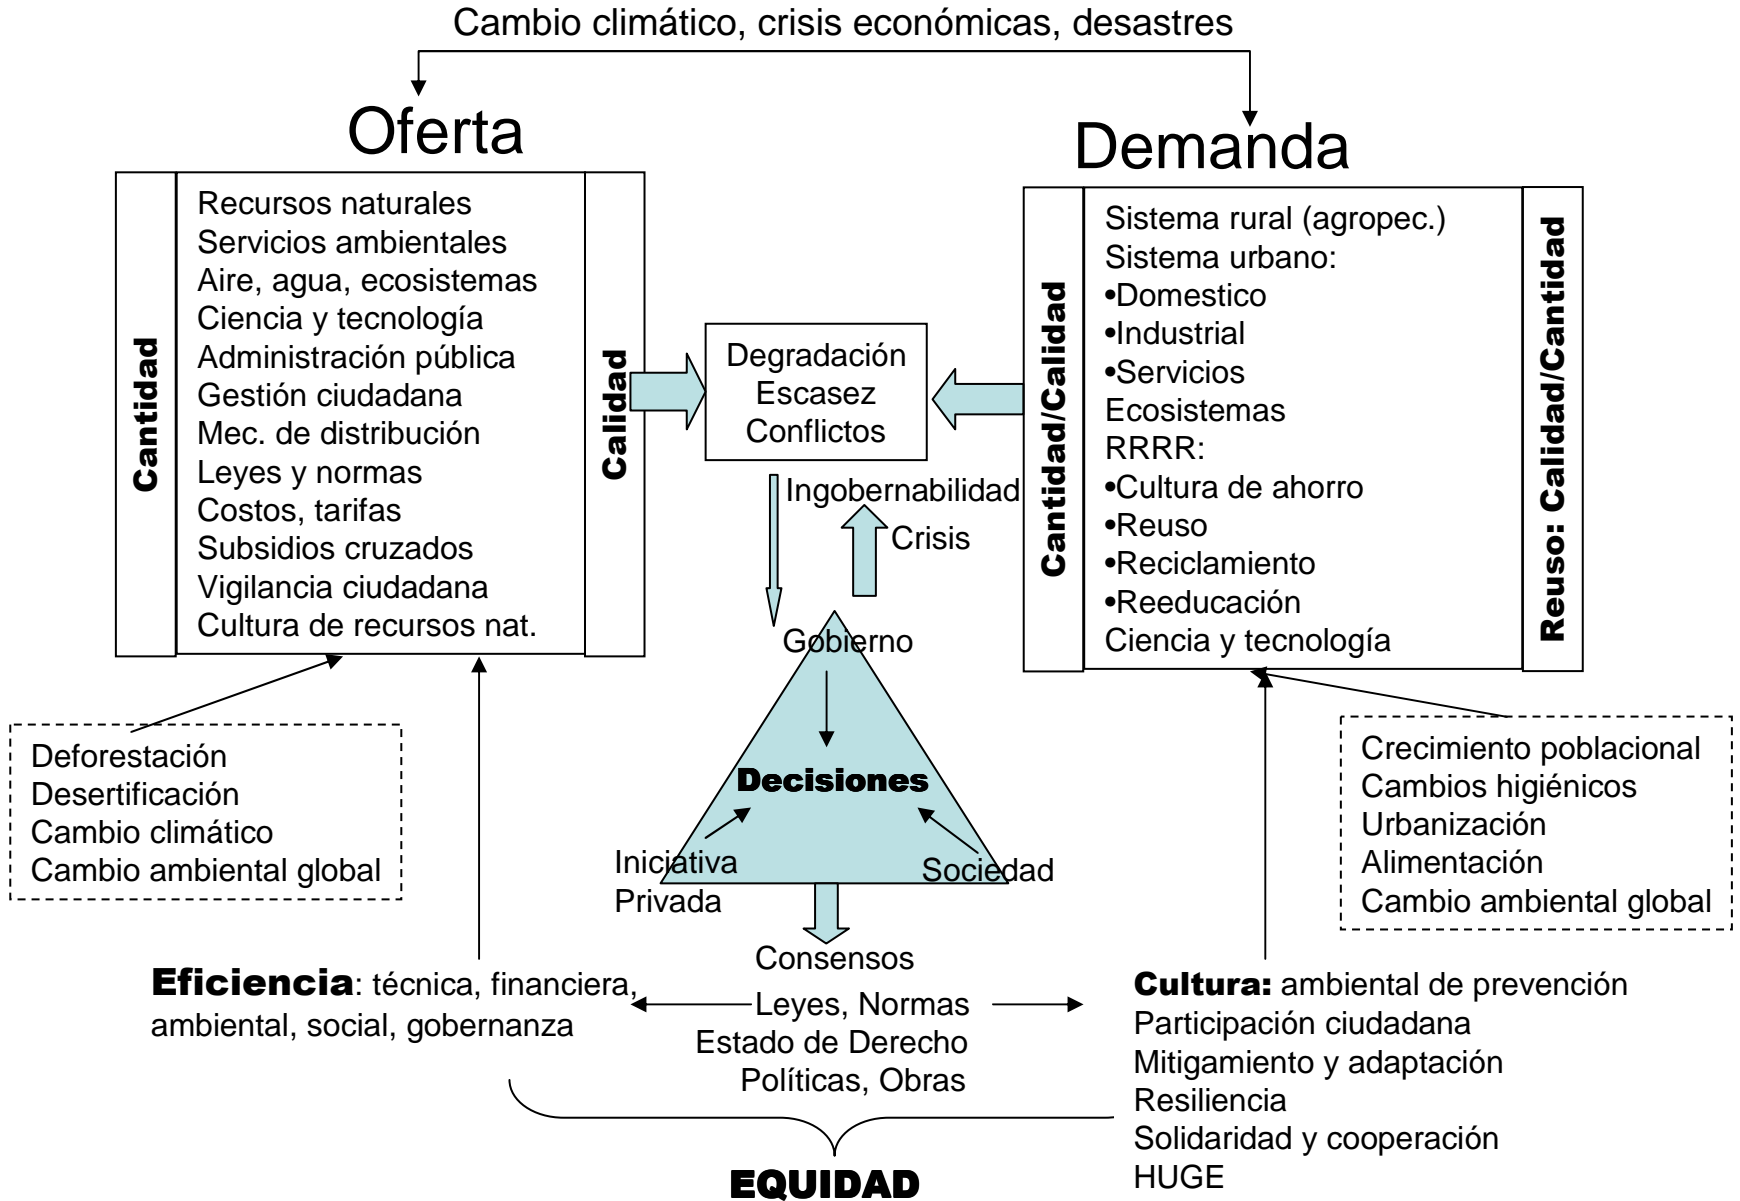 Cambio climático, crisis económicas, desastres
Oferta
Demanda
Cantidad
Recursos naturales
Servicios ambientales
Aire, agua, ecosistemas
Ciencia y tecnología
Administración pública
Gestión ciudadana
Mec. de distribución
Leyes y normas
Costos, tarifas
Subsidios cruzados
Vigilancia ciudadana
Cultura de recursos nat.
Calidad
Degradación
Escasez
Conflictos
Ingobernabilidad
Crisis
Cantidad/Calidad
Sistema rural (agropec.)
Sistema urbano:
•Domestico
•Industrial
•Servicios
Ecosistemas
RRRR:
•Cultura de ahorro
•Reuso
•Reciclamiento
•Reeducación
Ciencia y tecnología
Reuso: Calidad/Cantidad
Gobierno
Decisiones
Iniciativa
Privada
Sociedad
Deforestación
Desertificación
Cambio climático
Cambio ambiental global
Crecimiento poblacional
Cambios higiénicos
Urbanización
Alimentación
Cambio ambiental global
Eficiencia: técnica, financiera,
ambiental, social, gobernanza
Consensos
Leyes, Normas
Estado de Derecho
Políticas, Obras
Cultura: ambiental de prevención
Participación ciudadana
Mitigamiento y adaptación
Resiliencia
Solidaridad y cooperación
HUGE
EQUIDAD